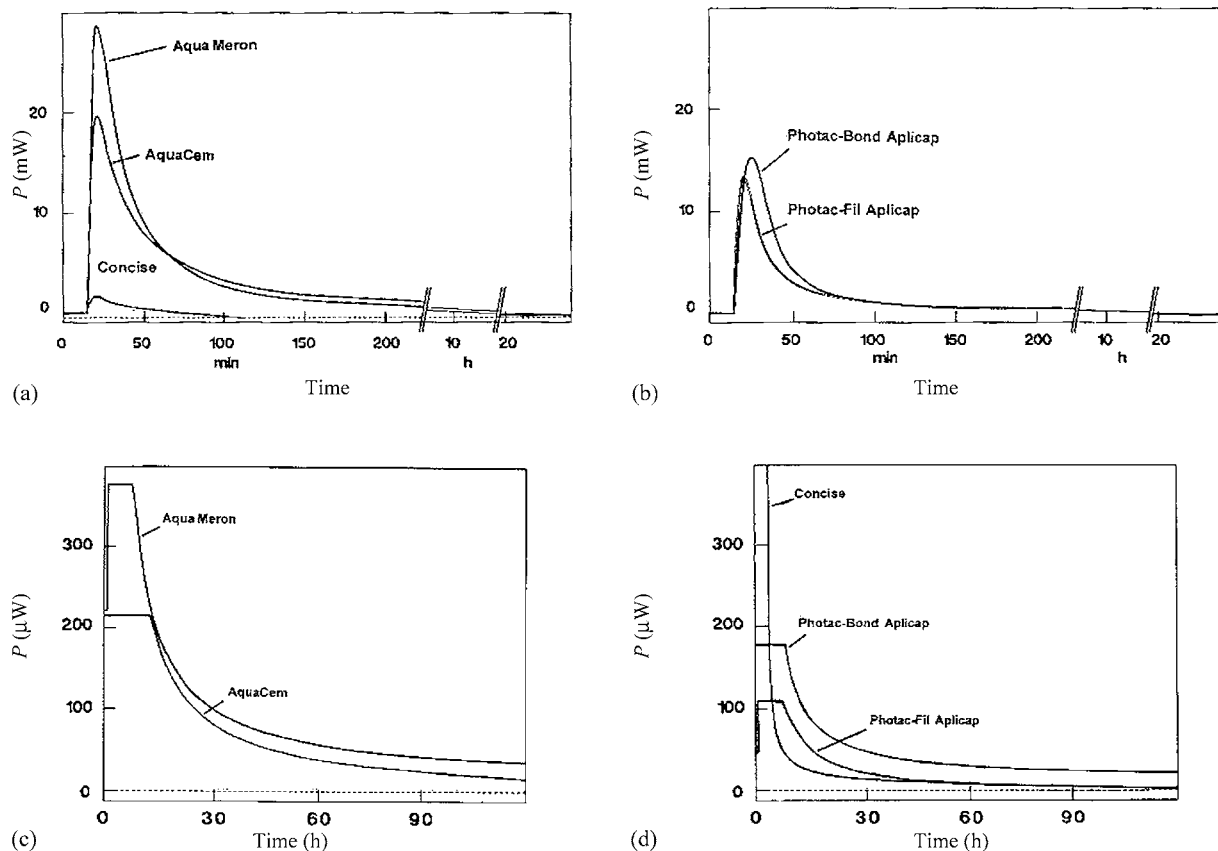 Aqua Meron
AquaCem
Concise
P (mW)
20
10
0
0 50 100 150 200 10 20
min h
Time
(a)
Photac-Bond Aplicap
Photac-Fil Aplicap
P (mW)
20
10
0
0 50 100 150 200 10 20
min h
Time
(b)
Aqua Meron
AquaCem
P (µW)
300
200
100
0
0 30 60 90
Time (h)
(c)
Concise
Photac-Bond Aplicap
Photac-Fil Aplicap
P (µW)
300
200
100
0
0 30 60 90
Time (h)
(d)